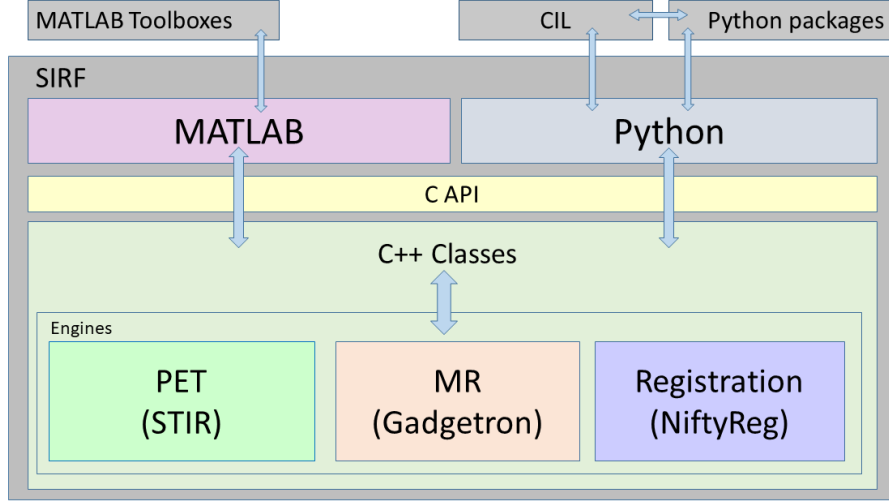 MATLAB Toolboxes
CIL
Python packages
SIRF
MATLAB
Python
C API
C++ Classes
Engines
PET
(STIR)
MR
(Gadgetron)
Registration
(NiftyReg)